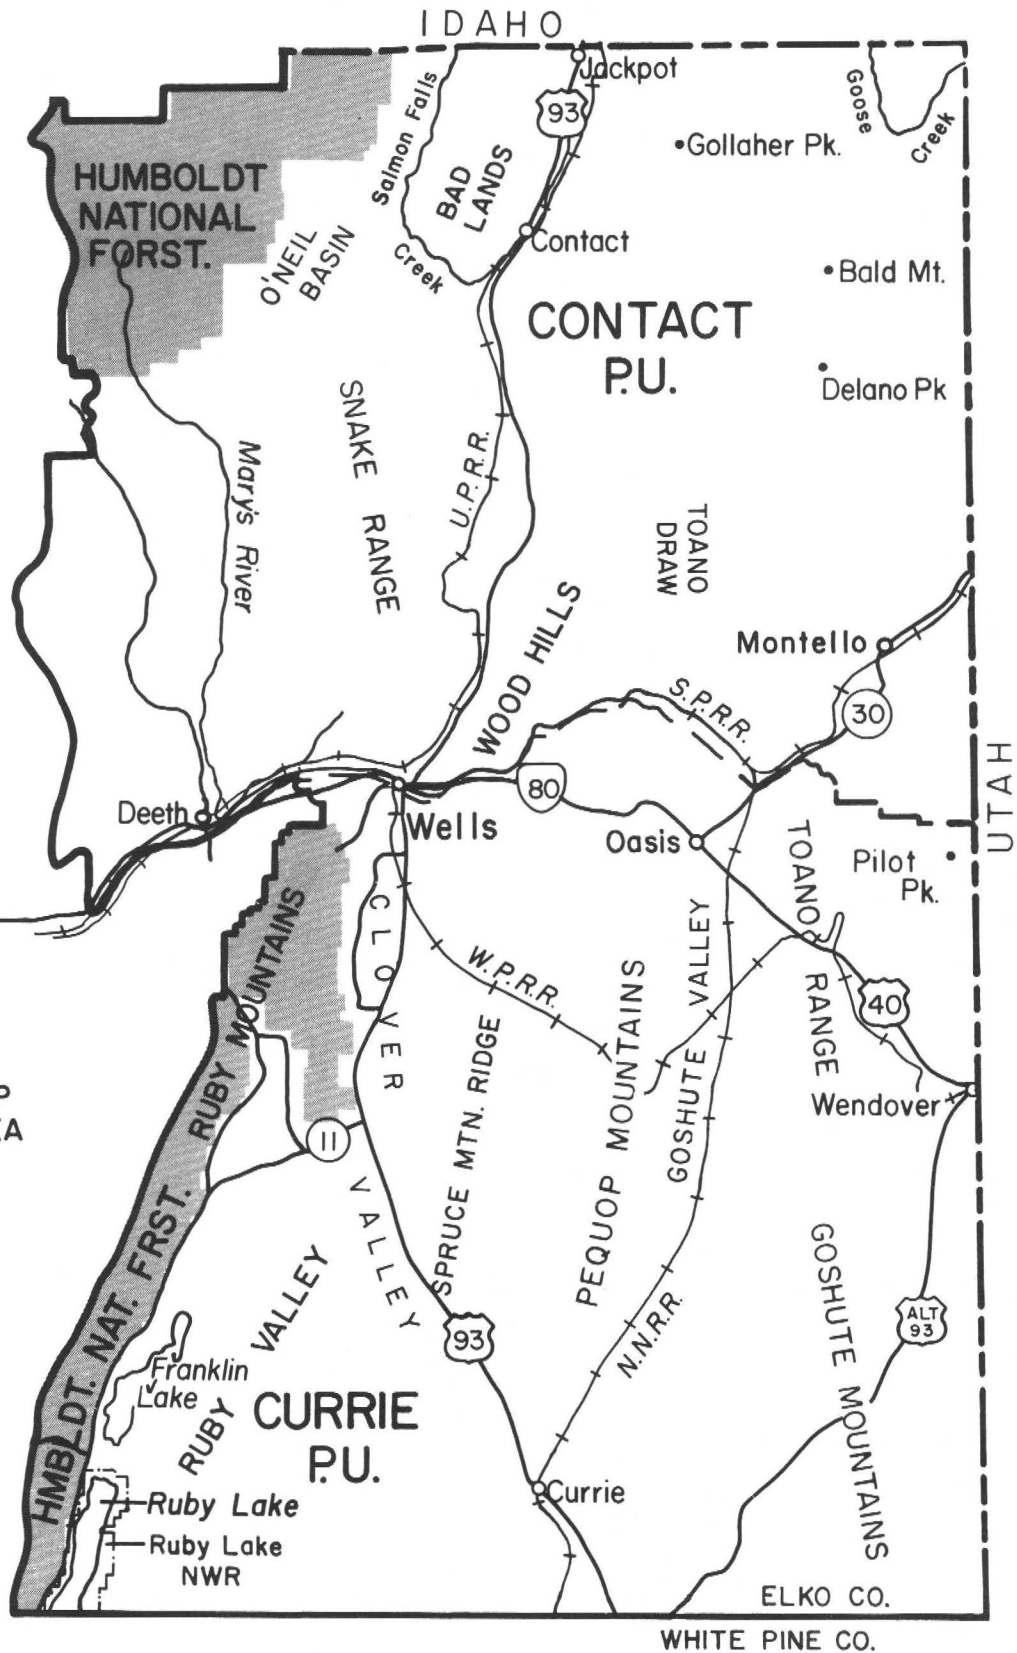 IDAHO
Jackpot
93
Salmon Falls
Creek
BAD
LANDS
Goose
Creek
Gollaher Pk.
HUMBOLDT
NATIONAL
FORST.
O'NEIL
BASIN
Contact
Bald Mt.
CONTACT
P.U.
Delano Pk
SNAKE RANGE
Mary's River
U.P.R.R.
TOANO
DRAW
WOOD HILLS
Montello
S.P.R.R.
30
UTAH
80
Deeth
Wells
Oasis
TOANO
RANGE
Pilot
Pk.
CLOVER
VALLEY
RUBY MOUNTAINS
W.P.R.R.
GOSHUTE VALLEY
40
SPRUCE MTN. RIDGE
PEQUOP MOUNTAINS
Wendover
P
EA
11
HMBLDT. NAT. FRST.
RUBY VALLEY
GOSHUTE MOUNTAINS
ALT
93
93
N.N.R.R.
Franklin
Lake
CURRIE
P.U.
Currie
Ruby Lake
Ruby Lake
NWR
ELKO CO.
WHITE PINE CO.